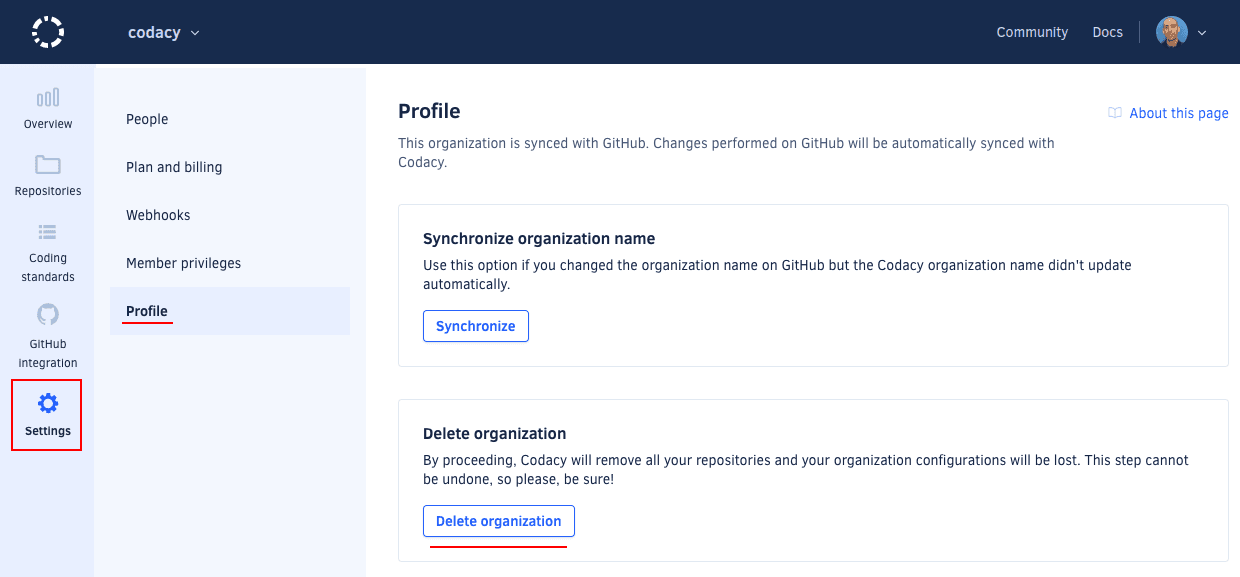 codacy
Community
Docs
Overview
Repositories
Coding
standards
GitHub
integration
Settings
People
Plan and billing
Webhooks
Member privileges
Profile
Profile
About this page
This organization is synced with GitHub. Changes performed on GitHub will be automatically synced with
Codacy.
Synchronize organization name
Use this option if you changed the organization name on GitHub but the Codacy organization name didn't update
automatically.
Synchronize
Delete organization
By proceeding, Codacy will remove all your repositories and your organization configurations will be lost. This step cannot
be undone, so please, be sure!
Delete organization